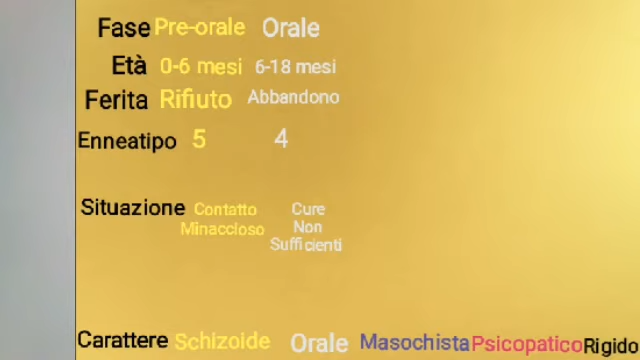 Fase Pre-orale Orale
Età 0-6 mesi 6-18 mesi
Ferita Rifiuto Abbandono
Enneatipo 5 4
Situazione Contatto Cure
Minaccioso Non
Sufficienti
Carattere Schizoide Orale Masochista Psicopatico Rigido